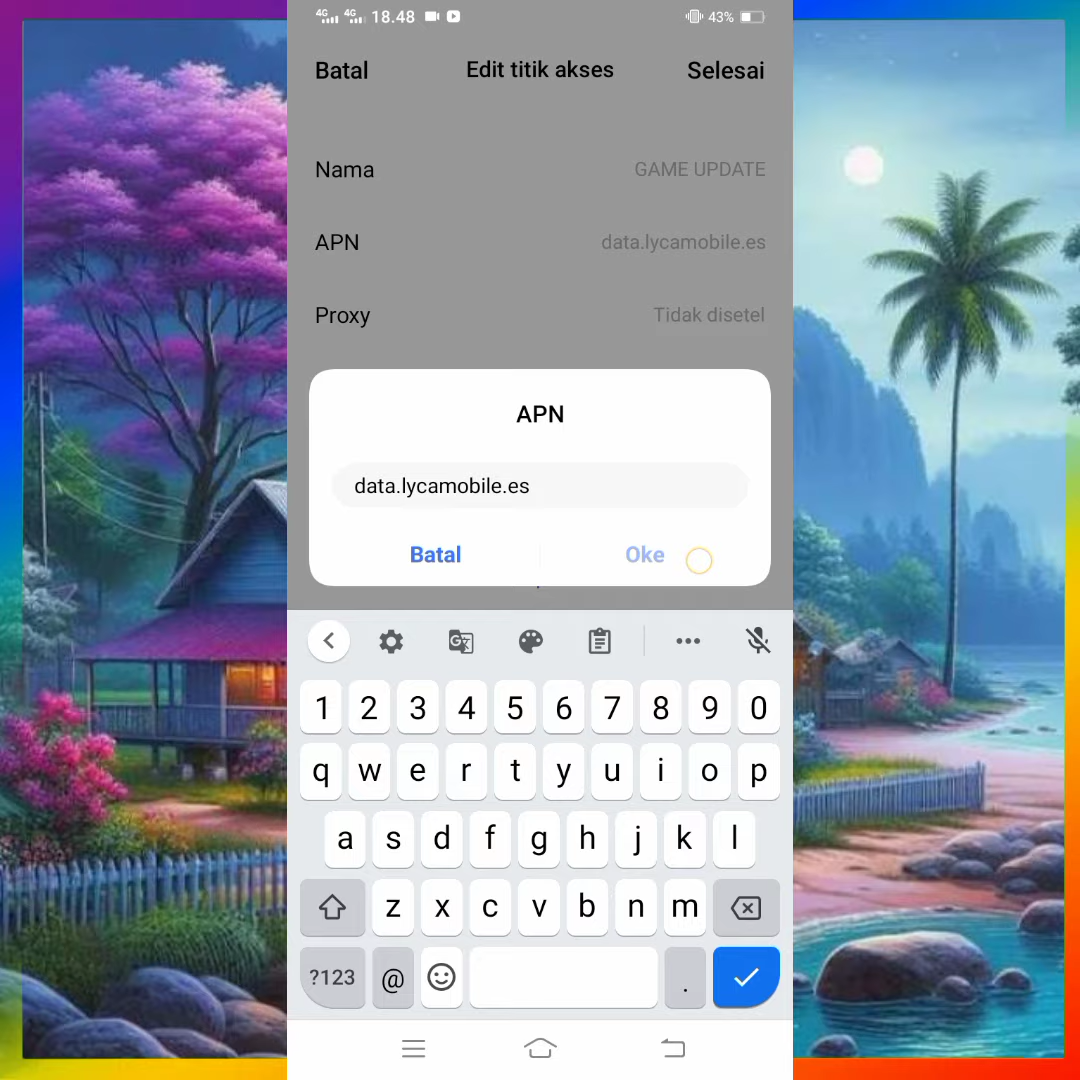 4G 4G 18.48 43%
Batal Edit titik akses Selesai
Nama GAME UPDATE
APN data.lycamobile.es
Proxy Tidak disetel
APN
data.lycamobile.es
Batal Oke
1 2 3 4 5 6 7 8 9 0
q w e r t y u i o p
a s d f g h j k l
z x c v b n m
?123 @ .